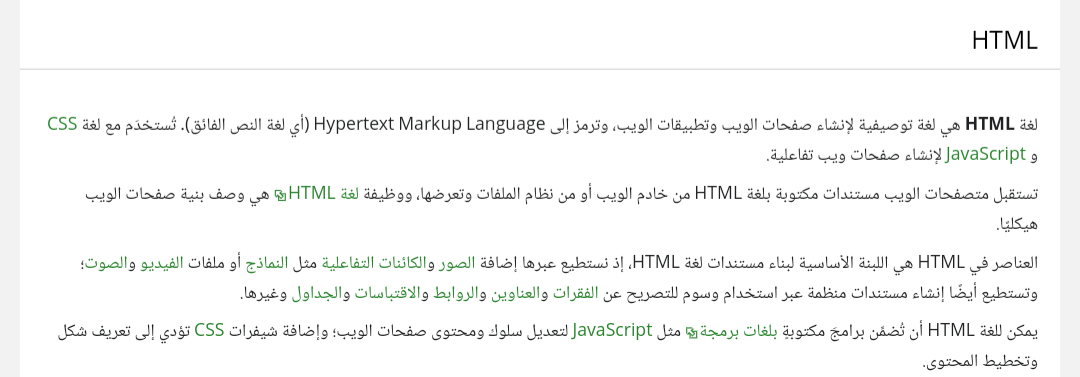 HTML
لغة HTML هي لغة توصيفية لإنشاء صفحات الويب وتطبيقات الويب، وترمز إلى Hypertext Markup Language (أي لغة النص الفائق). تُستخدَم مع لغة CSS
و JavaScript لإنشاء صفحات ويب تفاعلية.
تستقبل متصفحات الويب مستندات مكتوبة بلغة HTML من خادم الويب أو من نظام الملفات وتعرضها، ووظيفة لغة HTML هي وصف بنية صفحات الويب
هيكليًا.
العناصر في HTML هي اللبنة الأساسية لبناء مستندات لغة HTML، إذ نستطيع عبرها إضافة الصور والكائنات التفاعلية مثل النماذج أو ملفات الفيديو والصوت؛
وتستطيع أيضًا إنشاء مستندات منظمة عبر استخدام وسوم للتصريح عن الفقرات والعناوين والروابط والاقتباسات والجداول وغيرها.
يمكن للغة HTML أن تُضمَّن برامجَ مكتوبةِ بلغات برمجة مثل JavaScript لتعديل سلوك ومحتوى صفحات الويب؛ وإضافة شيفرات CSS تؤدي إلى تعريف شكل
وتخطيط المحتوى.